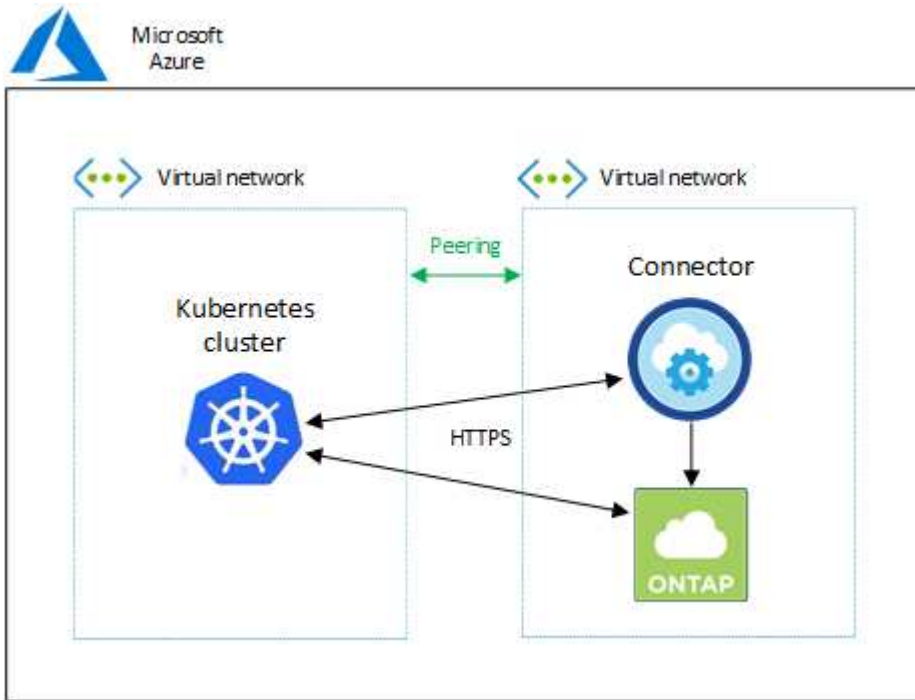 Microsoft
Azure
Virtual network
Virtual network
Peering
Connector
Kubernetes
cluster
HTTPS
ONTAP